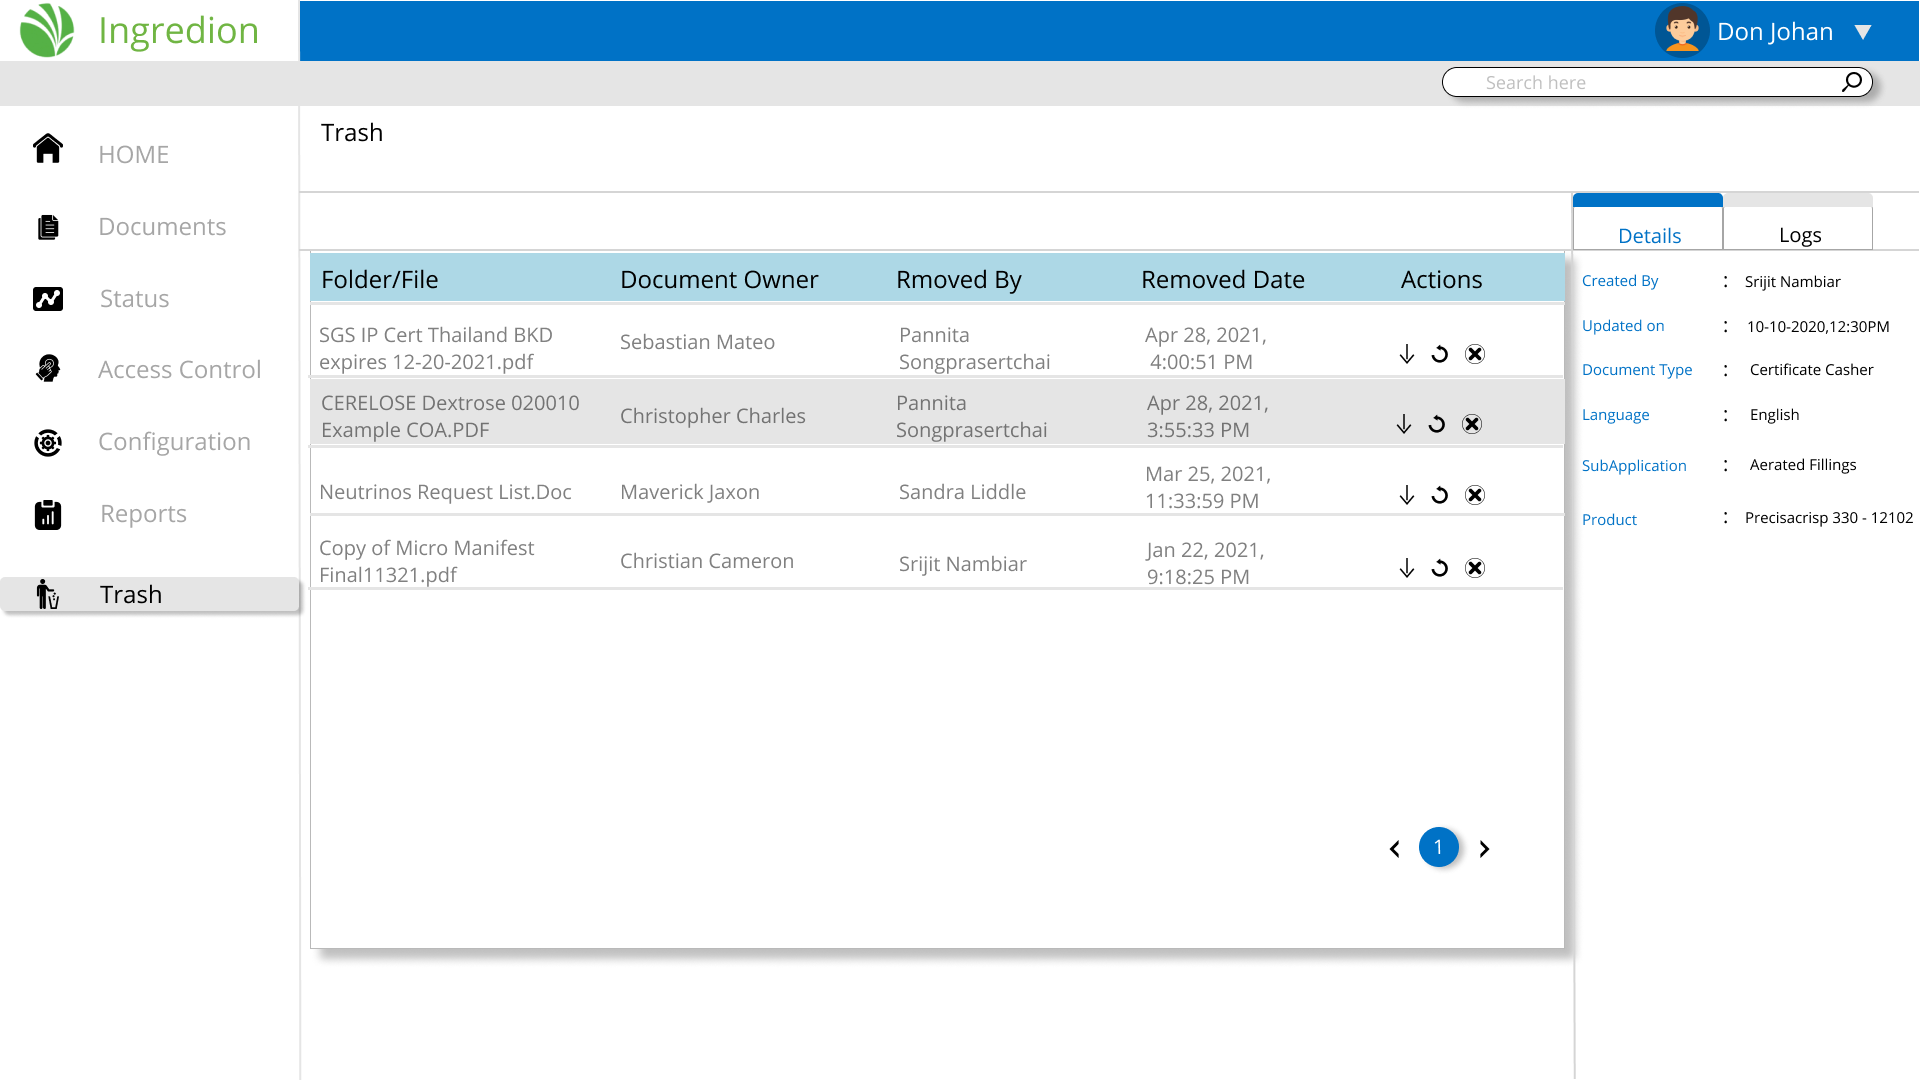 Ingredion
Don Johan
Search here
HOME
Documents
Status
Access Control
Configuration
Reports
Trash
Trash
Folder/File Document Owner Rmoved By Removed Date Actions
SGS IP Cert Thailand BKD
expires 12-20-2021.pdf
Sebastian Mateo
Pannita
Songprasertchai
Apr 28, 2021,
4:00:51 PM
CERELOSE Dextrose 020010
Example COA.PDF
Christopher Charles
Pannita
Songprasertchai
Apr 28, 2021,
3:55:33 PM
Neutrinos Request List.Doc
Maverick Jaxon
Sandra Liddle
Mar 25, 2021,
11:33:59 PM
Copy of Micro Manifest
Final11321.pdf
Christian Cameron
Srijit Nambiar
Jan 22, 2021,
9:18:25 PM
1
Details Logs
Created By : Srijit Nambiar
Updated on : 10-10-2020,12:30PM
Document Type : Certificate Casher
Language : English
SubApplication : Aerated Fillings
Product : Precisacrisp 330 - 12102